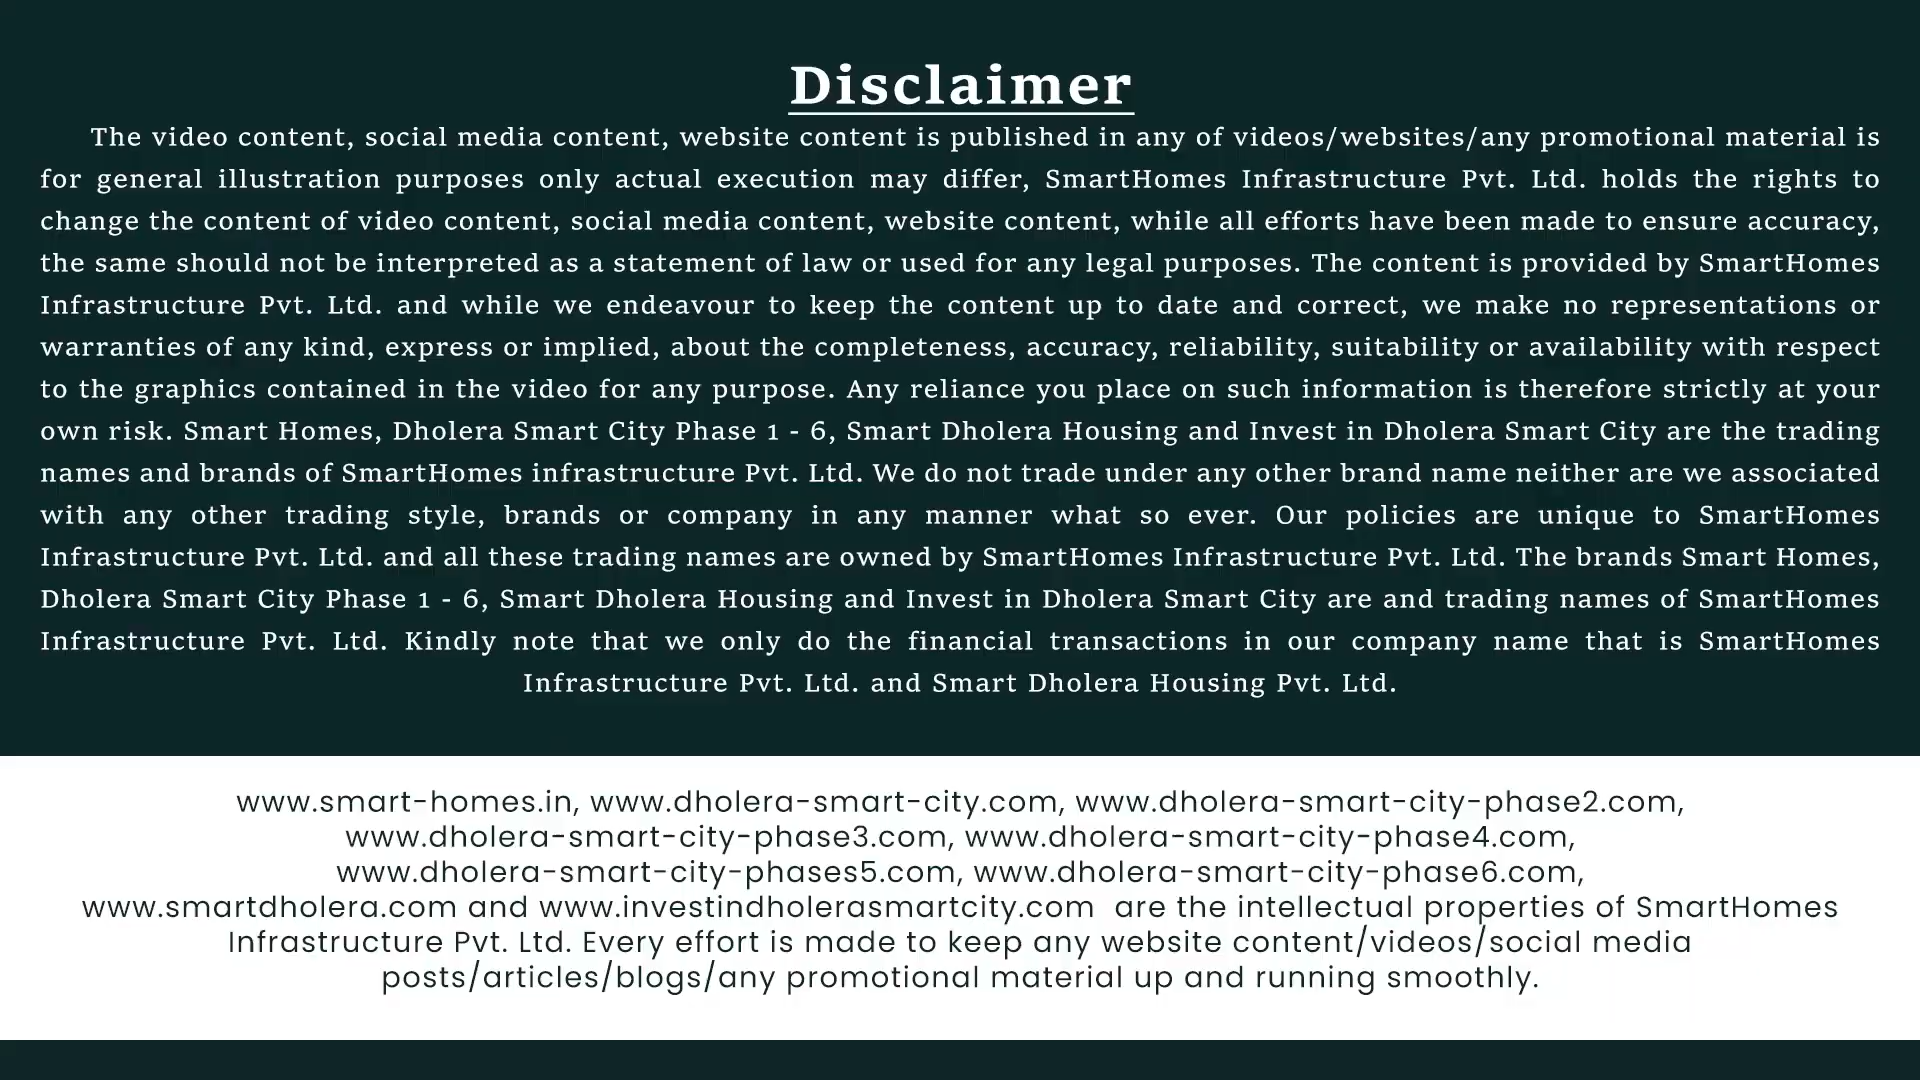 Disclaimer
The video content, social media content, website content is published in any of videos/websites/any promotional material is
for general illustration purposes only actual execution may differ, SmartHomes Infrastructure Pvt. Ltd. holds the rights to
change the content of video content, social media content, website content, while all efforts have been made to ensure accuracy,
the same should not be interpreted as a statement of law or used for any legal purposes. The content is provided by SmartHomes
Infrastructure Pvt. Ltd. and while we endeavour to keep the content up to date and correct, we make no representations or
warranties of any kind, express or implied, about the completeness, accuracy, reliability, suitability or availability with respect
to the graphics contained in the video for any purpose. Any reliance you place on such information is therefore strictly at your
own risk. Smart Homes, Dholera Smart City Phase 1 - 6, Smart Dholera Housing and Invest in Dholera Smart City are the trading
names and brands of SmartHomes infrastructure Pvt. Ltd. We do not trade under any other brand name neither are we associated
with any other trading style, brands or company in any manner what so ever. Our policies are unique to SmartHomes
Infrastructure Pvt. Ltd. and all these trading names are owned by SmartHomes Infrastructure Pvt. Ltd. The brands Smart Homes,
Dholera Smart City Phase 1 - 6, Smart Dholera Housing and Invest in Dholera Smart City are and trading names of SmartHomes
Infrastructure Pvt. Ltd. Kindly note that we only do the financial transactions in our company name that is SmartHomes
Infrastructure Pvt. Ltd. and Smart Dholera Housing Pvt. Ltd.
www.smart-homes.in, www.dholera-smart-city.com, www.dholera-smart-city-phase2.com,
www.dholera-smart-city-phase3.com, www.dholera-smart-city-phase4.com,
www.dholera-smart-city-phases5.com, www.dholera-smart-city-phase6.com,
www.smartdholera.com and www.investindholerasmartcity.com are the intellectual properties of SmartHomes
Infrastructure Pvt. Ltd. Every effort is made to keep any website content/videos/social media
posts/articles/blogs/any promotional material up and running smoothly.